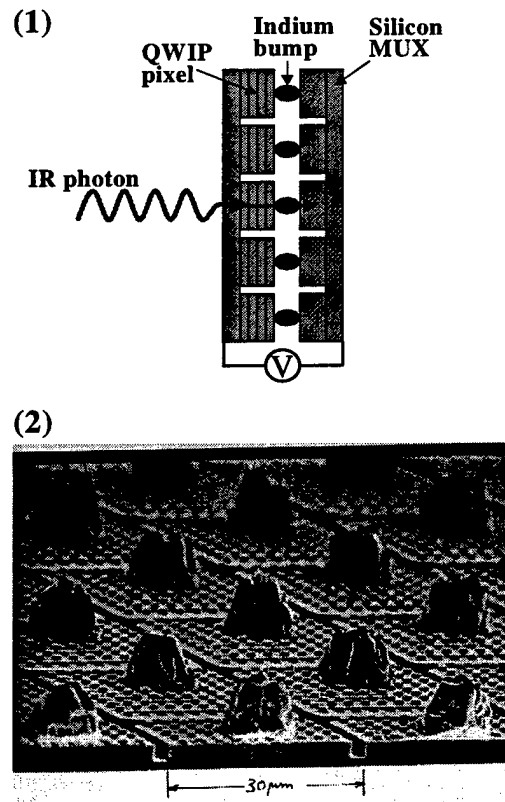 (1)
Indium
bump
Silicon
MUX
QWIP
pixel
IR photon
V
(2)
30μm